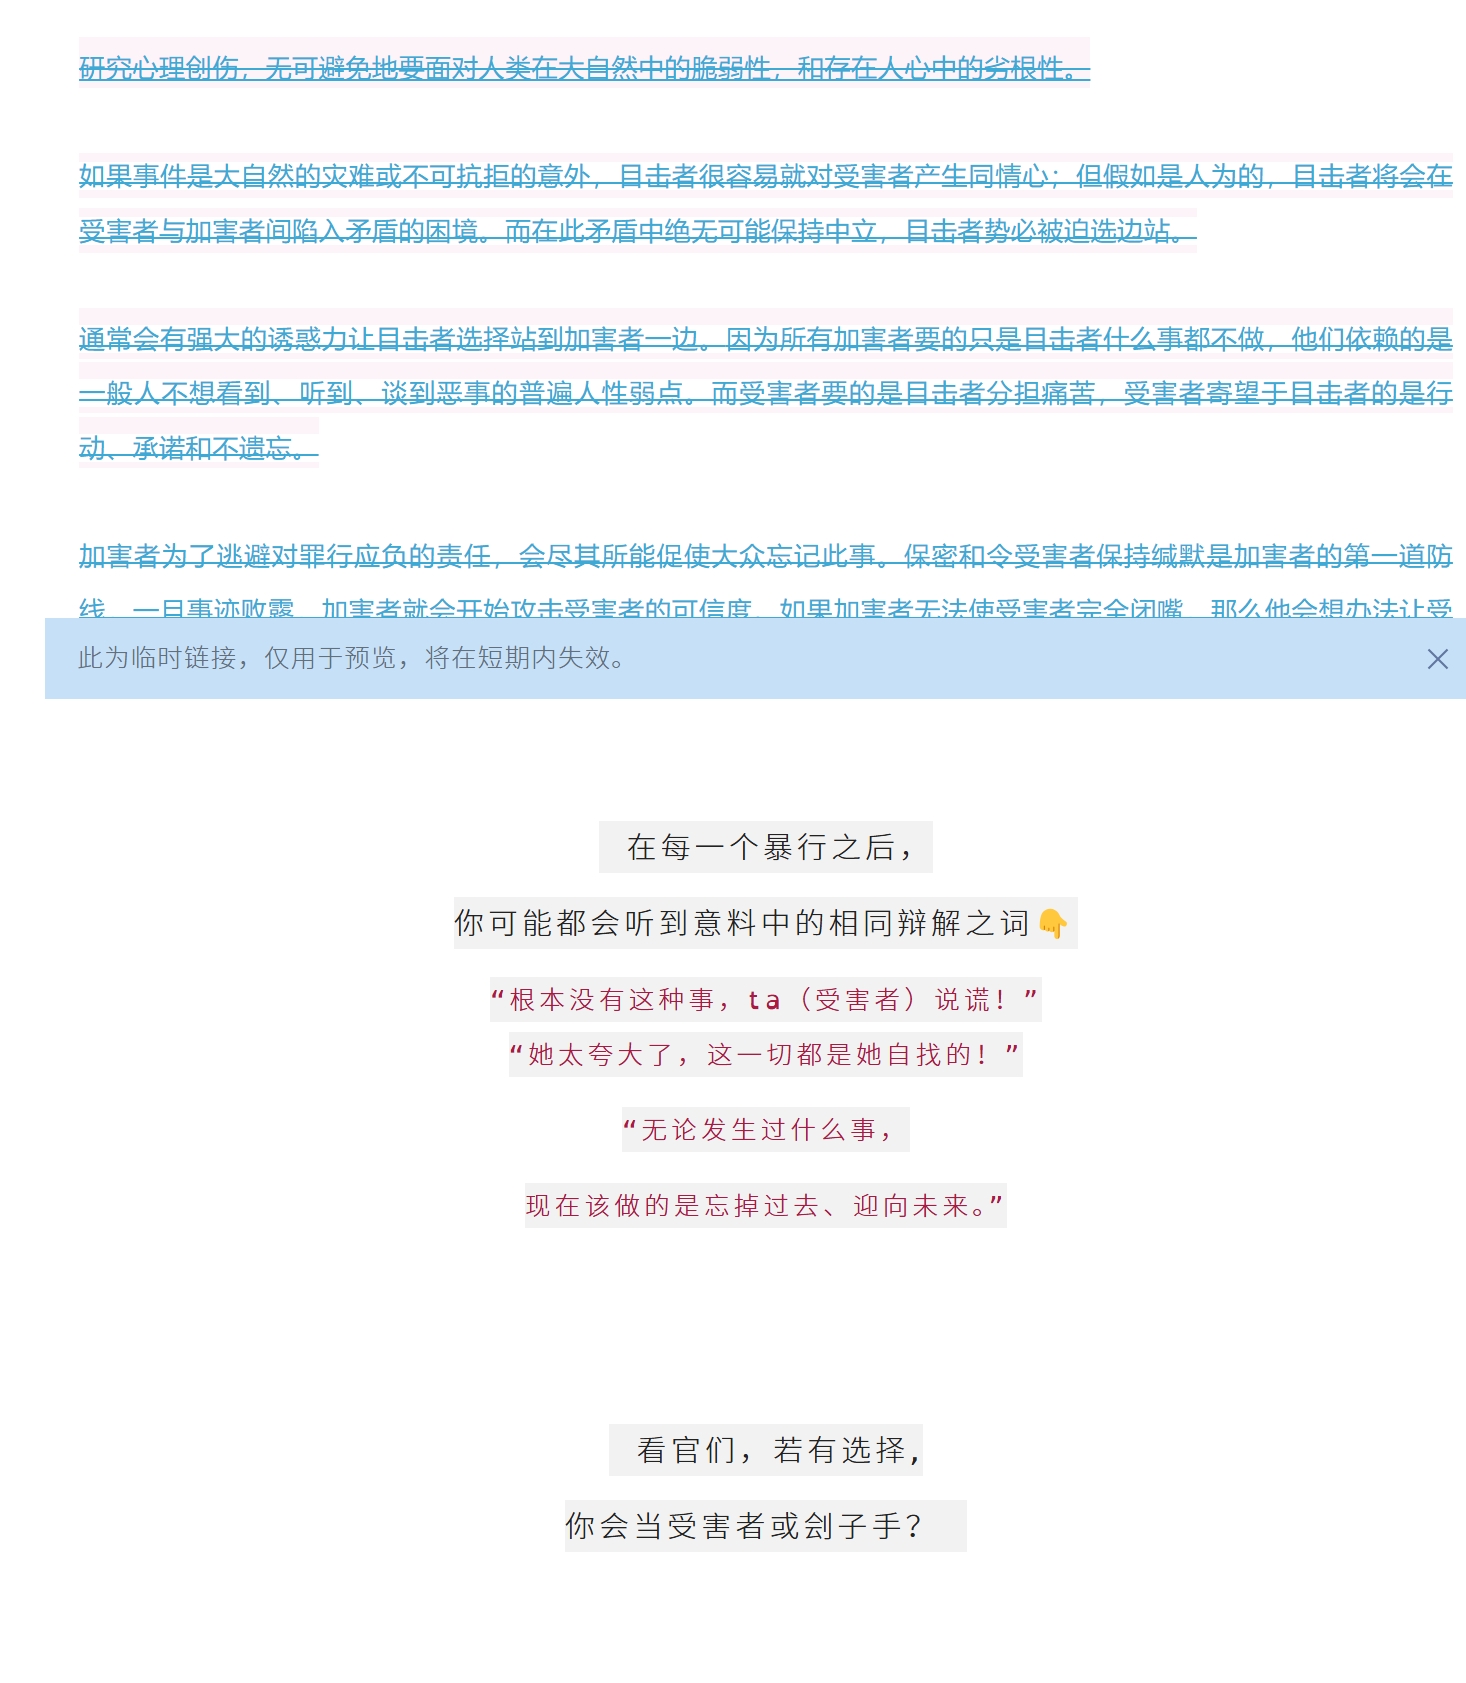 研究心理创伤，无可避免地要面对人类在大自然中的脆弱性，和存在人心中的劣根性。
如果事件是大自然的灾难或不可抗拒的意外，目击者很容易就对受害者产生同情心；但假如是人为的，目击者将会在
受害者与加害者间陷入矛盾的困境。而在此矛盾中绝无可能保持中立，目击者势必被迫选边站。
通常会有强大的诱惑力让目击者选择站到加害者一边。因为所有加害者要的只是目击者什么事都不做，他们依赖的是
一般人不想看到、听到、谈到恶事的普遍人性弱点。而受害者要的是目击者分担痛苦，受害者寄望于目击者的是行
动、承诺和不遗忘。
加害者为了逃避对罪行应负的责任，会尽其所能促使大众忘记此事。保密和令受害者保持缄默是加害者的第一道防
线，一旦事迹败露，加害者就会开始攻击受害者的可信度，如果加害者无法使受害者完全闭嘴，那么他会想办法让受
此为临时链接，仅用于预览，将在短期内失效。
在每一个暴行之后，
你可能都会听到意料中的相同辩解之词👇
“根本没有这种事，ta（受害者）说谎！”
“她太夸大了，这一切都是她自找的！”
“无论发生过什么事，
现在该做的是忘掉过去、迎向未来。”
看官们，若有选择,
你会当受害者或刽子手？